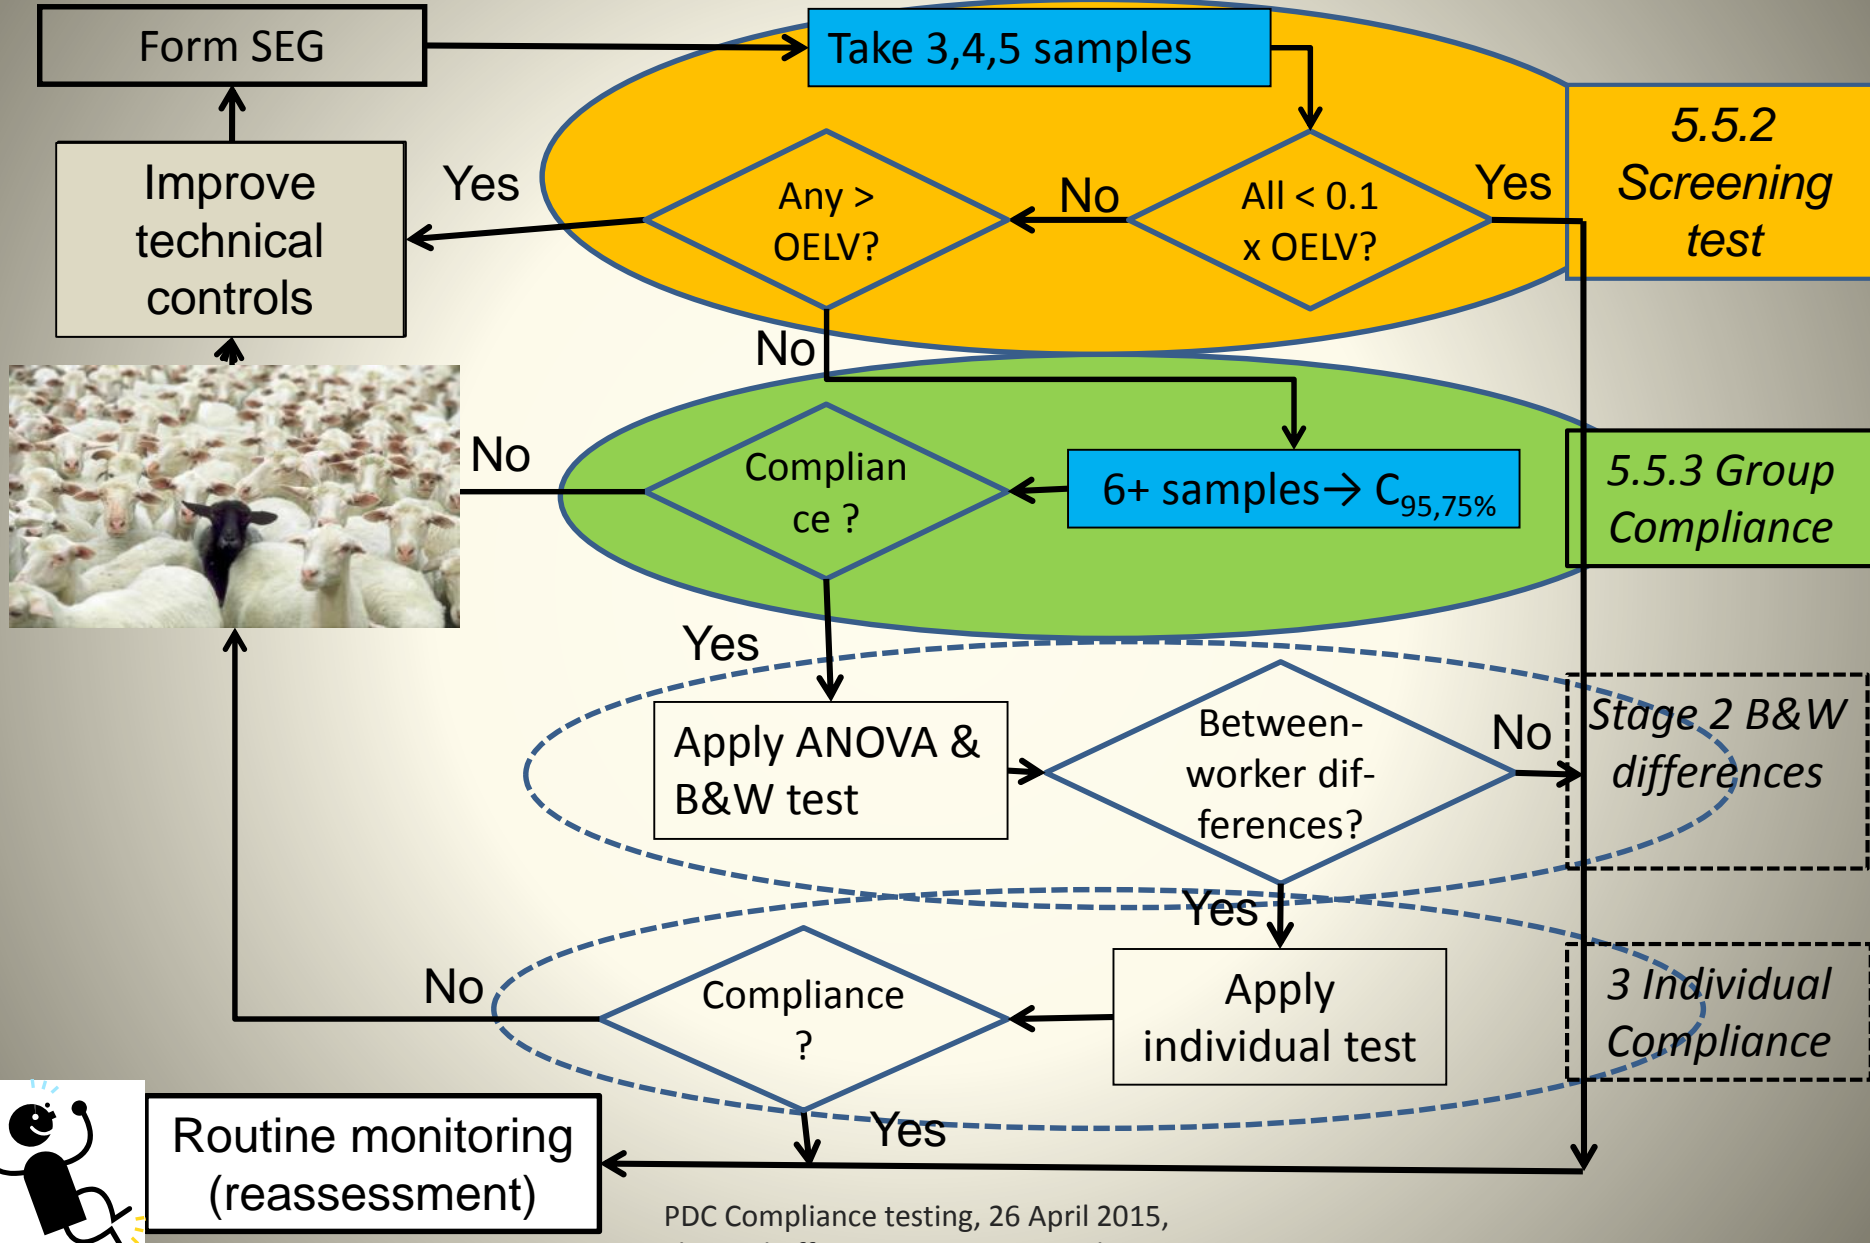 Form SEG
Take 3,4,5 samples
5.5.2
Screening
test
Improve
technical
controls
Yes
Any >
OELV?
No
All < 0.1
x OELV?
Yes
No
No
Complian
ce ?
6+ samples→ C95,75%
5.5.3 Group
Compliance
Yes
Apply ANOVA &
B&W test
Between-
worker dif-
ferences?
No
Stage 2 B&W
differences
Yes
No
Compliance
?
Apply
individual test
3 Individual
Compliance
Yes
Routine monitoring
(reassessment)
PDC Compliance testing, 26 April 2015,